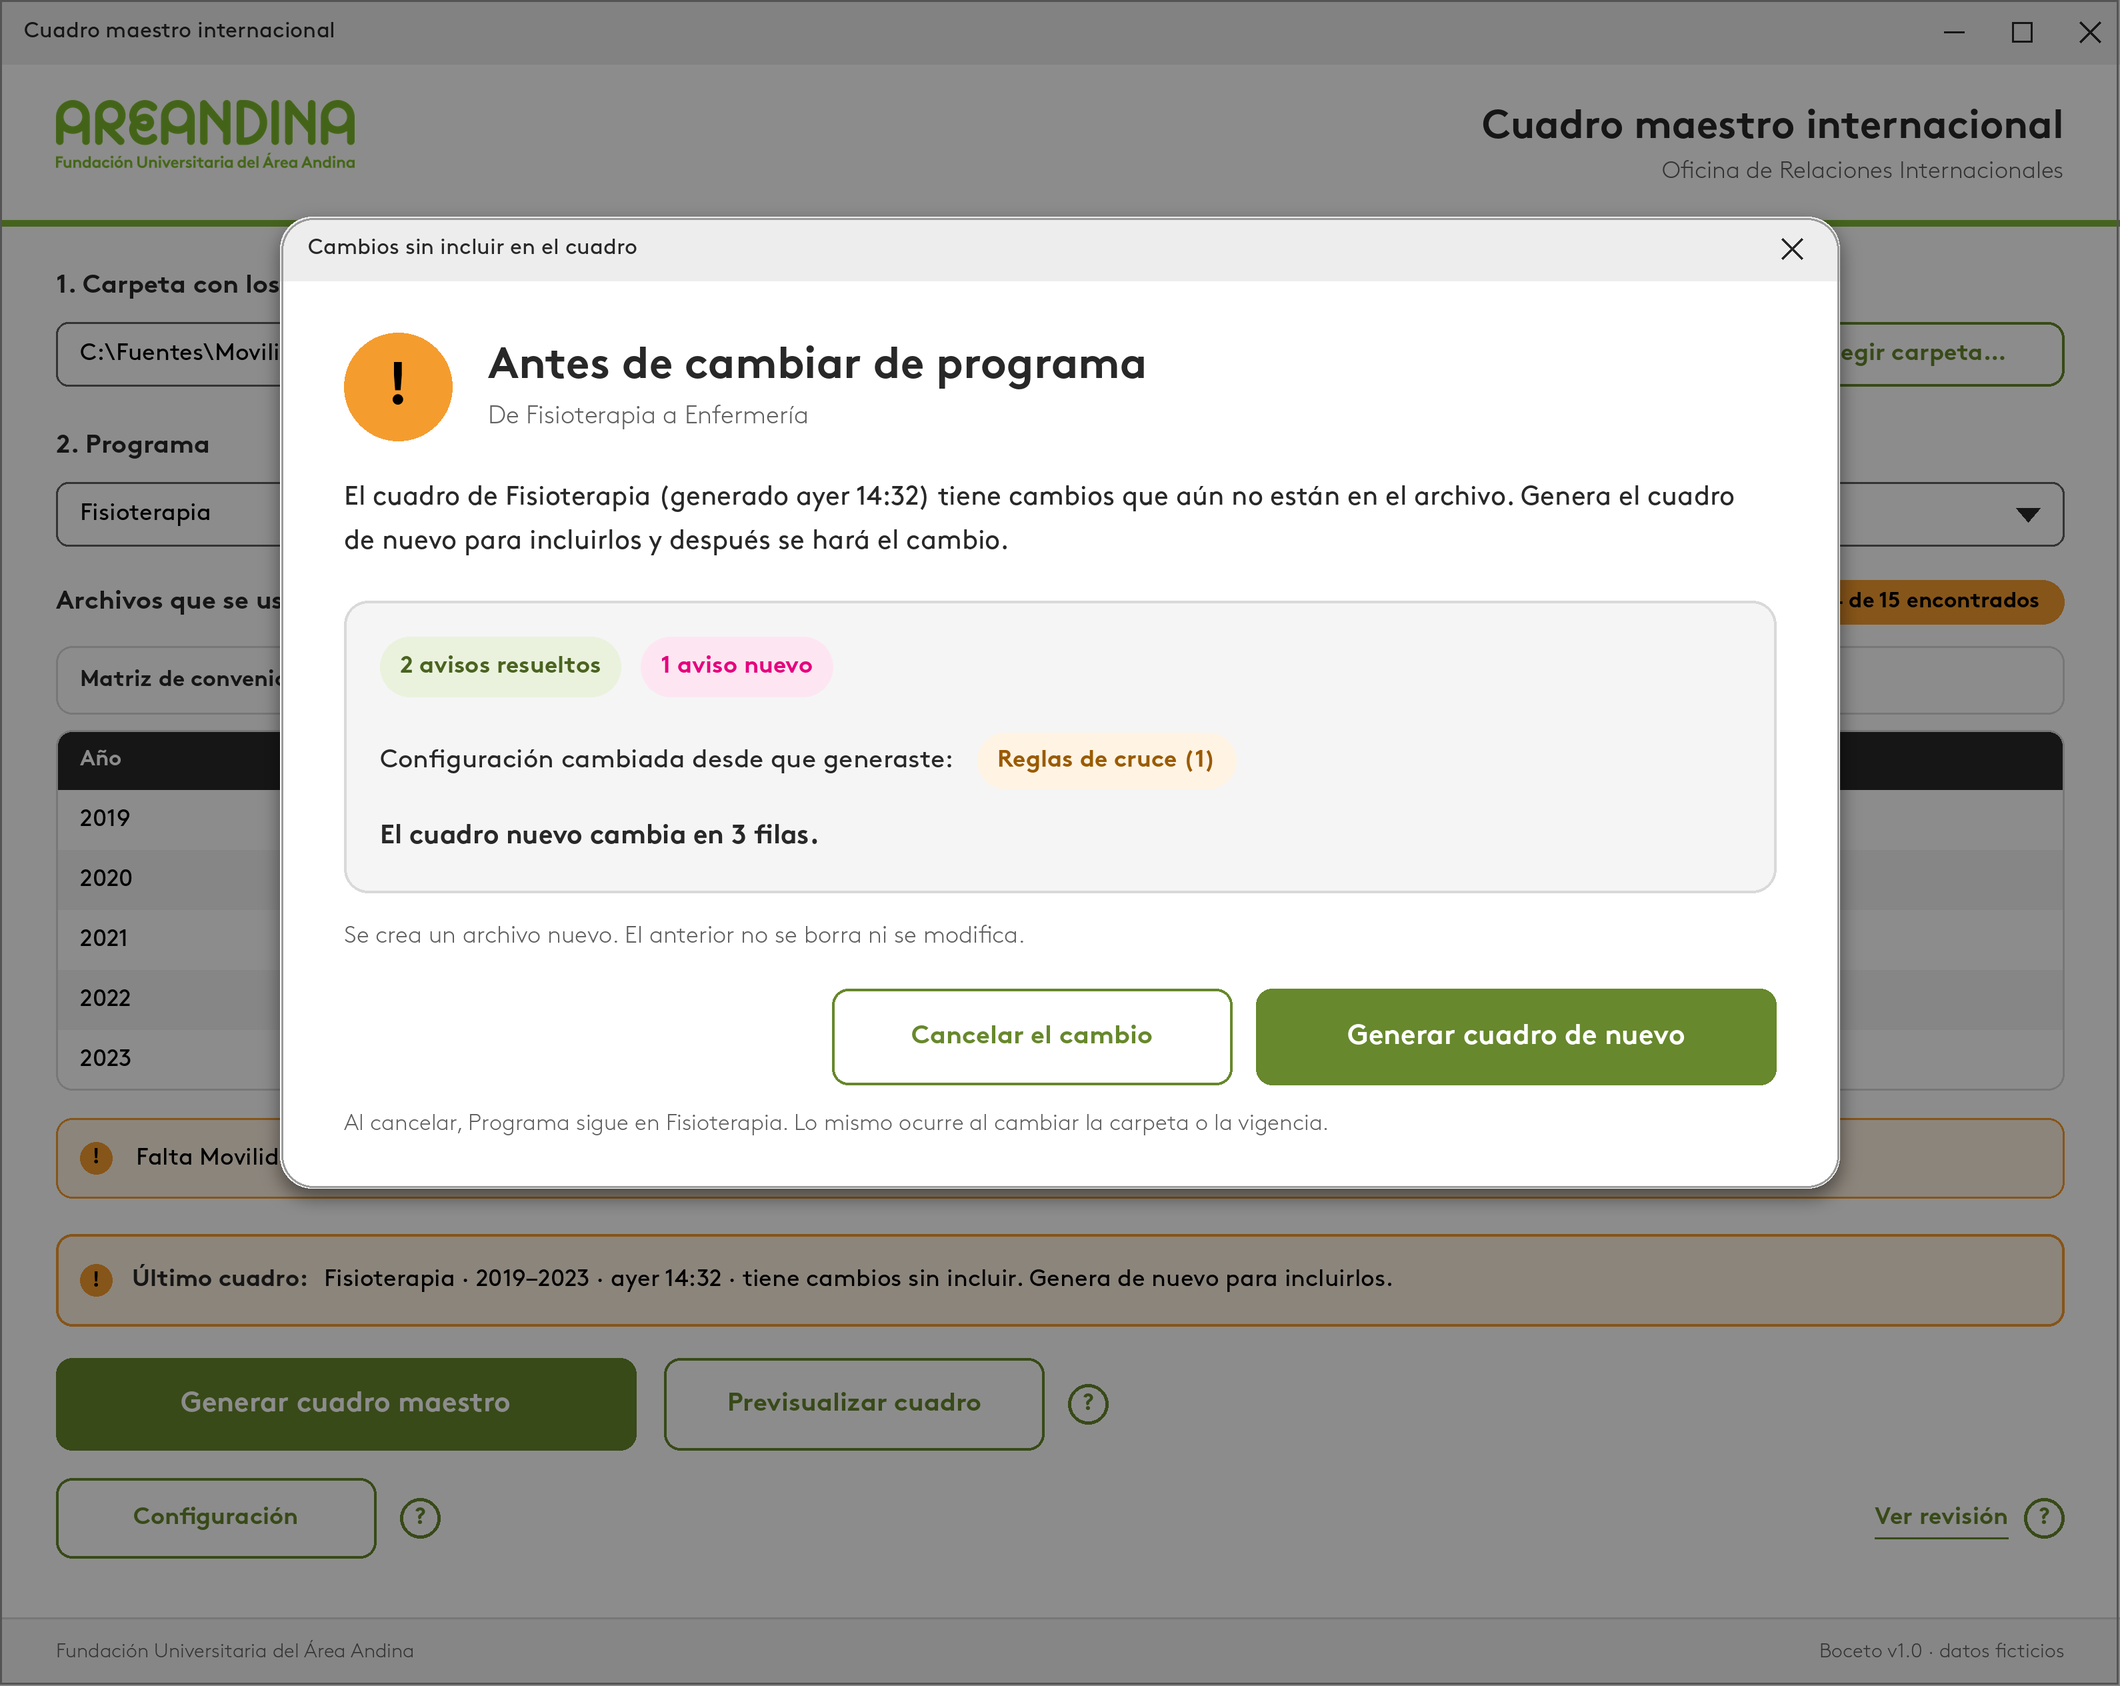 Cuadro maestro internacional
AREANDINA
Fundación Universitaria del Área Andina
Cuadro maestro internacional
Oficina de Relaciones Internacionales
Cambios sin incluir en el cuadro
1. Carpeta con los
C:\Fuentes\Movili
egir carpeta...
! Antes de cambiar de programa
De Fisioterapia a Enfermería
2. Programa
Fisioterapia
El cuadro de Fisioterapia (generado ayer 14:32) tiene cambios que aún no están en el archivo. Genera el cuadro
de nuevo para incluirlos y después se hará el cambio.
Archivos que se us
de 15 encontrados
2 avisos resueltos 1 aviso nuevo
Matriz de convenio
Configuración cambiada desde que generaste: Reglas de cruce (1)
El cuadro nuevo cambia en 3 filas.
Año
2019
2020
2021
2022
2023
Se crea un archivo nuevo. El anterior no se borra ni se modifica.
Cancelar el cambio Generar cuadro de nuevo
Al cancelar, Programa sigue en Fisioterapia. Lo mismo ocurre al cambiar la carpeta o la vigencia.
! Falta Movilid
! Último cuadro: Fisioterapia · 2019–2023 · ayer 14:32 · tiene cambios sin incluir. Genera de nuevo para incluirlos.
Generar cuadro maestro Previsualizar cuadro ?
Configuración ? Ver revisión ?
Fundación Universitaria del Área Andina Boceto v1.0 · datos ficticios